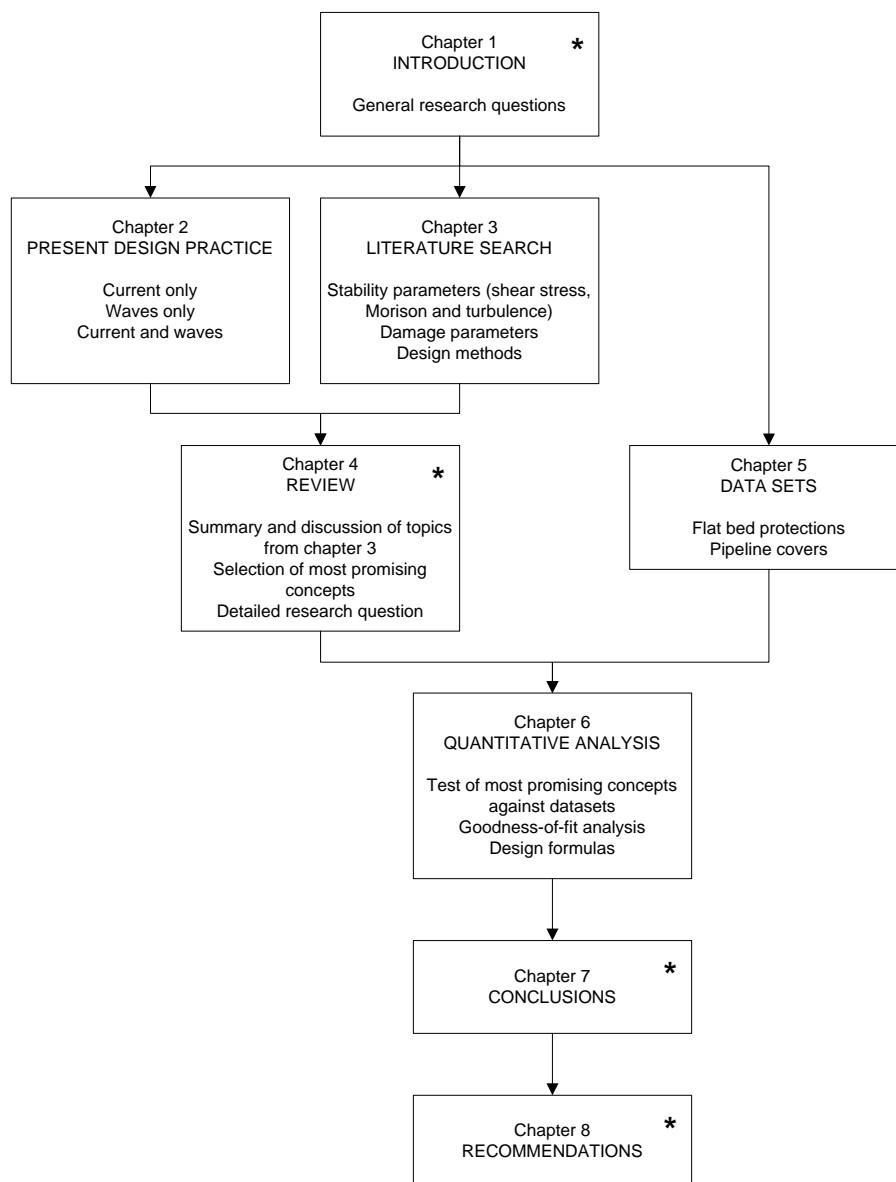 Chapter 1
INTRODUCTION
*
General research questions
Chapter 2
PRESENT DESIGN PRACTICE
Current only
Waves only
Current and waves
Chapter 3
LITERATURE SEARCH
Stability parameters (shear stress,
Morison and turbulence)
Damage parameters
Design methods
Chapter 4
REVIEW
*
Summary and discussion of topics
from chapter 3
Selection of most promising
concepts
Detailed research question
Chapter 5
DATA SETS
Flat bed protections
Pipeline covers
Chapter 6
QUANTITATIVE ANALYSIS
Test of most promising concepts
against datasets
Goodness-of-fit analysis
Design formulas
Chapter 7
CONCLUSIONS
*
Chapter 8
RECOMMENDATIONS
*